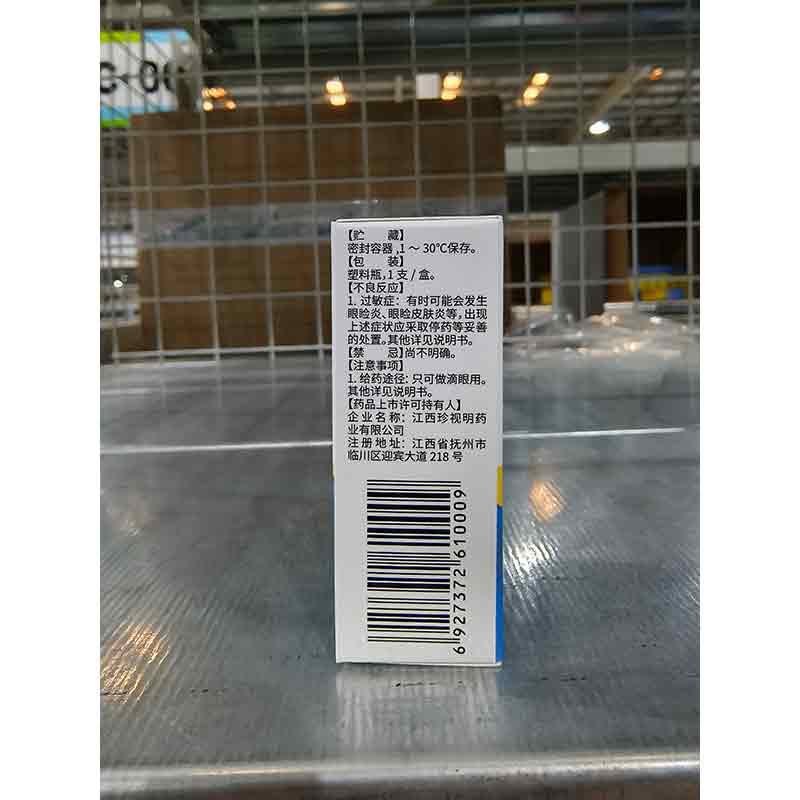 【贮　　藏】
密封容器,1～30℃保存。
【包　　装】
塑料瓶,1支/盒。
【不良反应】
1. 过敏症：有时可能会发生
眼睑炎、眼睑皮肤炎等,出现
上述症状应采取停药等妥善
的处置。其他详见说明书。
【禁　　忌】尚不明确。
【注意事项】
1. 给药途径：只可做滴眼用。
其他详见说明书。
【药品上市许可持有人】
企业名称：江西珍视明药
业有限公司
注册地址：江西省抚州市
临川区迎宾大道218号
6927372610009